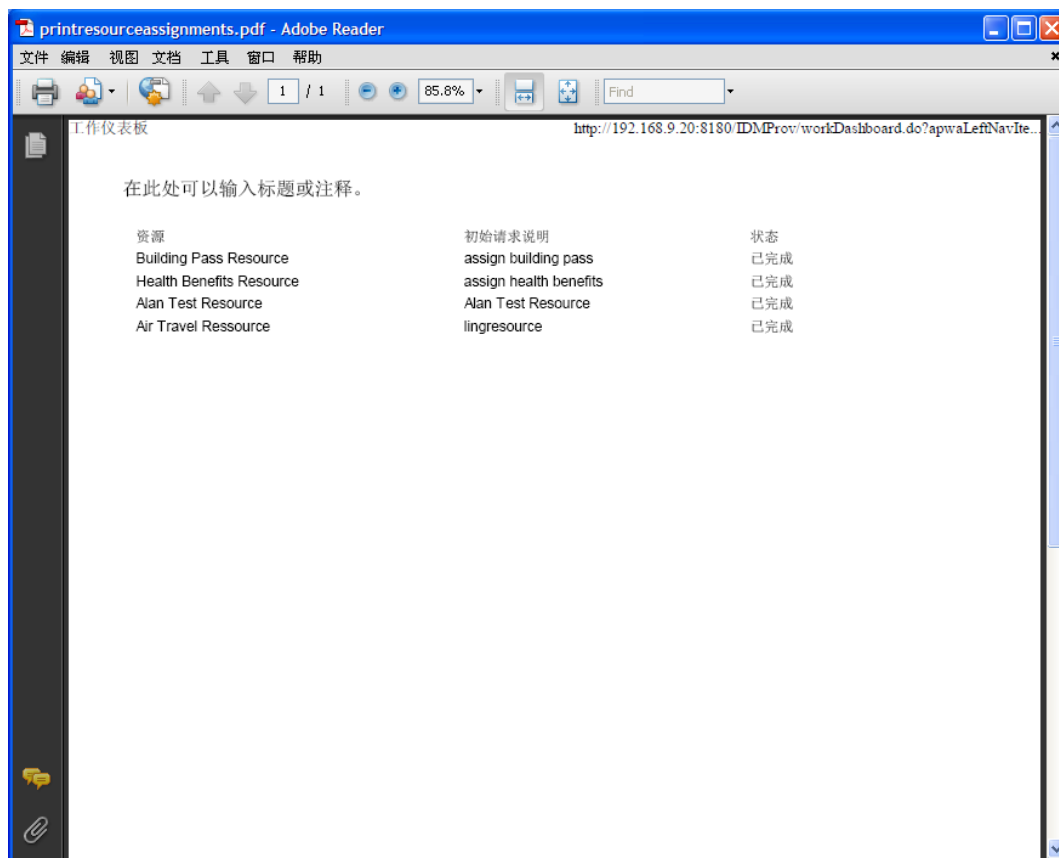 printresourceassignments.pdf - Adobe Reader
文件 编辑 视图 文档 工具 窗口 帮助
1 / 1 85.8% Find
工作仪表板 http://192.168.9.20:8180/IDMProv/workDashboard.do?apwaLeftNavIte...
在此处可以输入标题或注释。
资源 初始请求说明 状态
Building Pass Resource assign building pass 已完成
Health Benefits Resource assign health benefits 已完成
Alan Test Resource Alan Test Resource 已完成
Air Travel Ressource lingresource 已完成